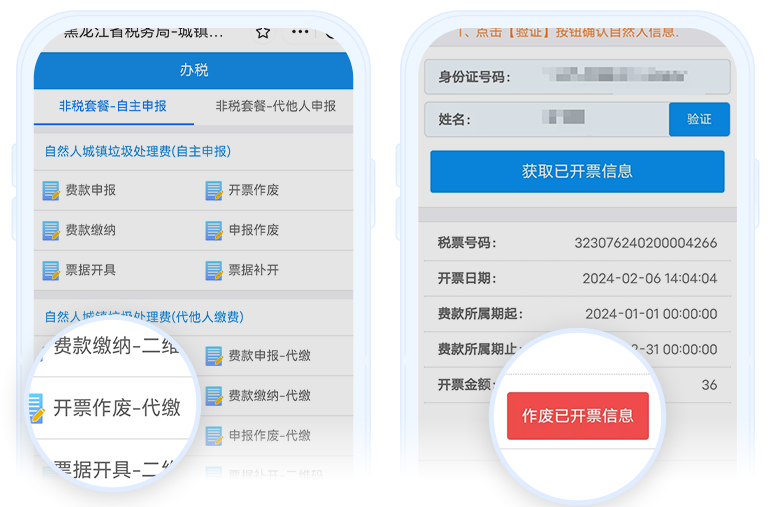 黑龙江省税务局-城镇...
办税
非税套餐-自主申报
非税套餐-代他人申报
自然人城镇垃圾处理费(自主申报)
费款申报
开票作废
费款缴纳
申报作废
票据开具
票据补开
自然人城镇垃圾处理费(代他人缴费)
费款缴纳-二维
费款申报-代缴
开票作废-代缴
费款缴纳-代缴
申报作废-代缴
票据开具-二维
票据补开-二维码
1、点击【验证】按钮确认自然人信息.
身份证号码:
姓名:
验证
获取已开票信息
税票号码: 323076240200004266
开票日期: 2024-02-06 14:04:04
费款所属期起: 2024-01-01 00:00:00
费款所属期止: -31 00:00:00
开票金额: 36
作废已开票信息